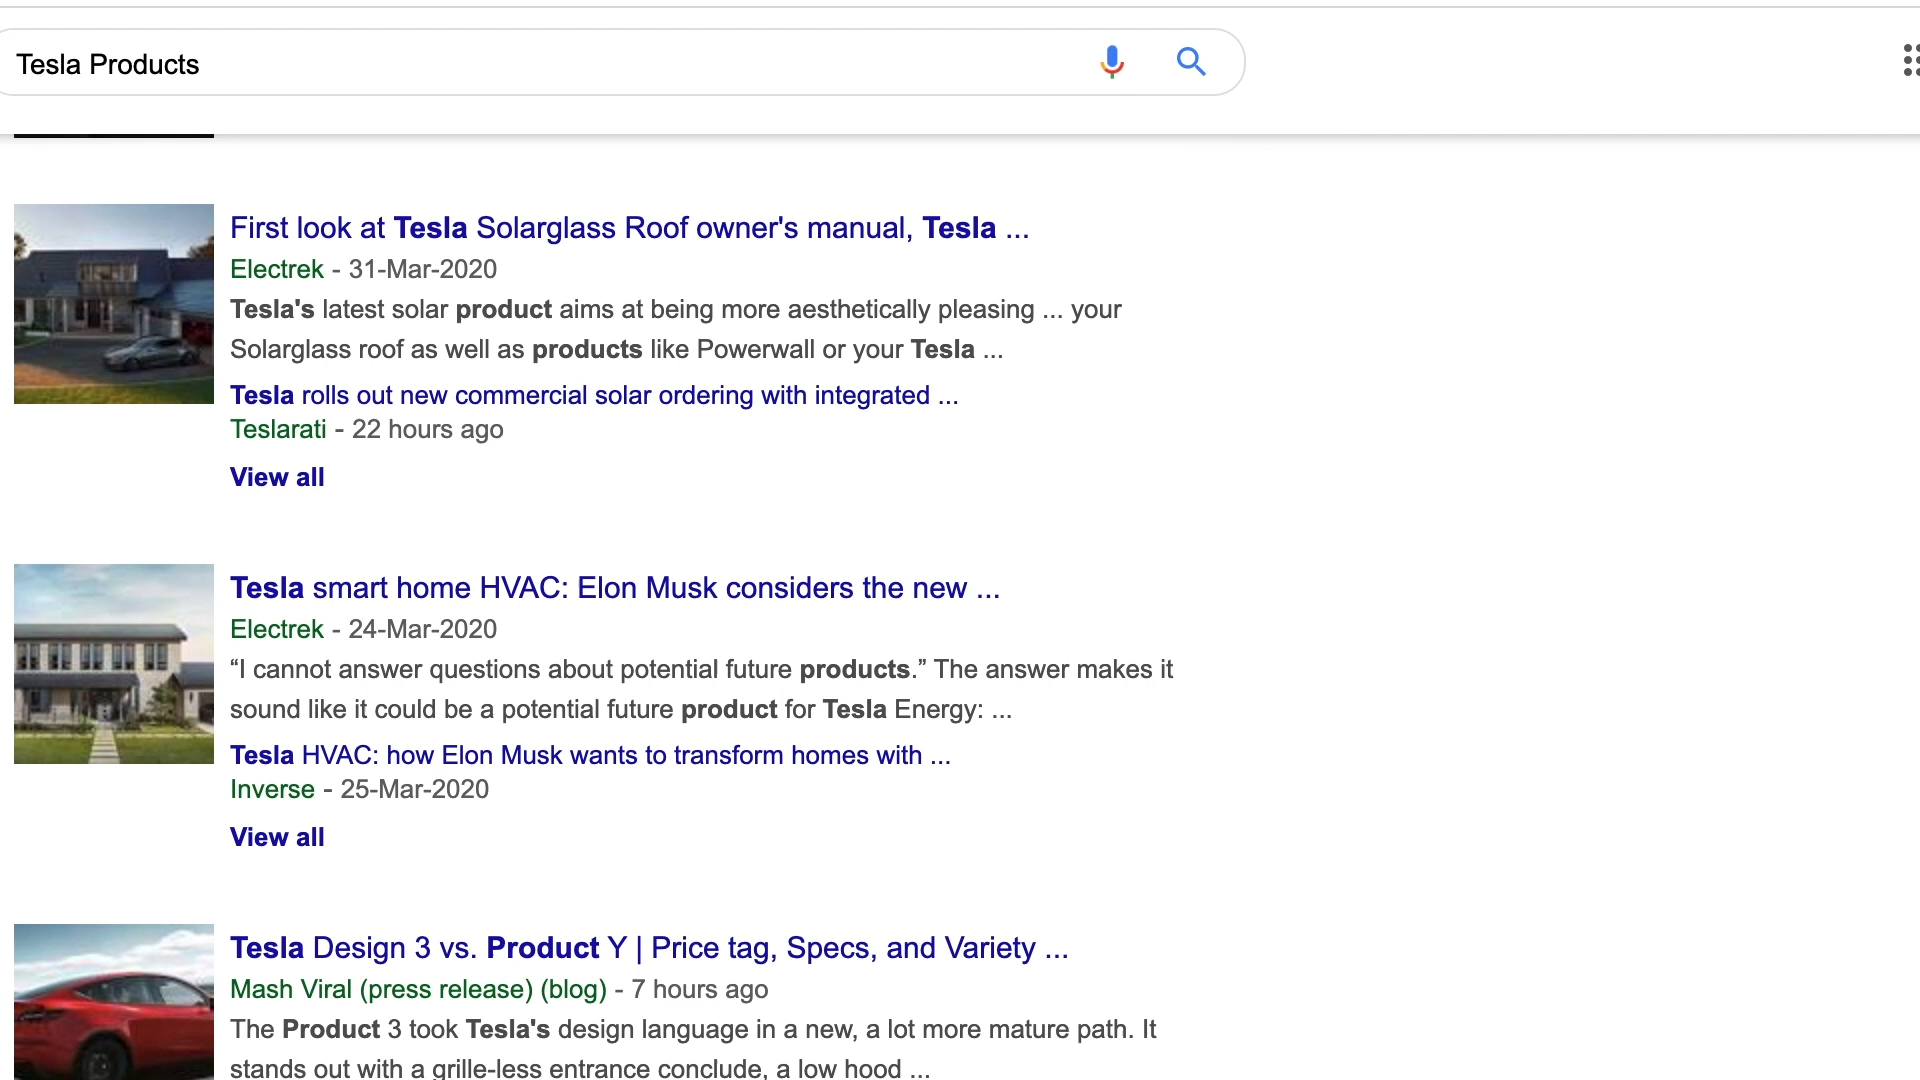 Tesla Products
First look at Tesla Solarglass Roof owner's manual, Tesla ...
Electrek - 31-Mar-2020
Tesla's latest solar product aims at being more aesthetically pleasing ... your
Solarglass roof as well as products like Powerwall or your Tesla ...
Tesla rolls out new commercial solar ordering with integrated ...
Teslarati - 22 hours ago
View all
Tesla smart home HVAC: Elon Musk considers the new ...
Electrek - 24-Mar-2020
“I cannot answer questions about potential future products.” The answer makes it
sound like it could be a potential future product for Tesla Energy: ...
Tesla HVAC: how Elon Musk wants to transform homes with ...
Inverse - 25-Mar-2020
View all
Tesla Design 3 vs. Product Y | Price tag, Specs, and Variety ...
Mash Viral (press release) (blog) - 7 hours ago
The Product 3 took Tesla's design language in a new, a lot more mature path. It
stands out with a grille-less entrance conclude, a low hood ...